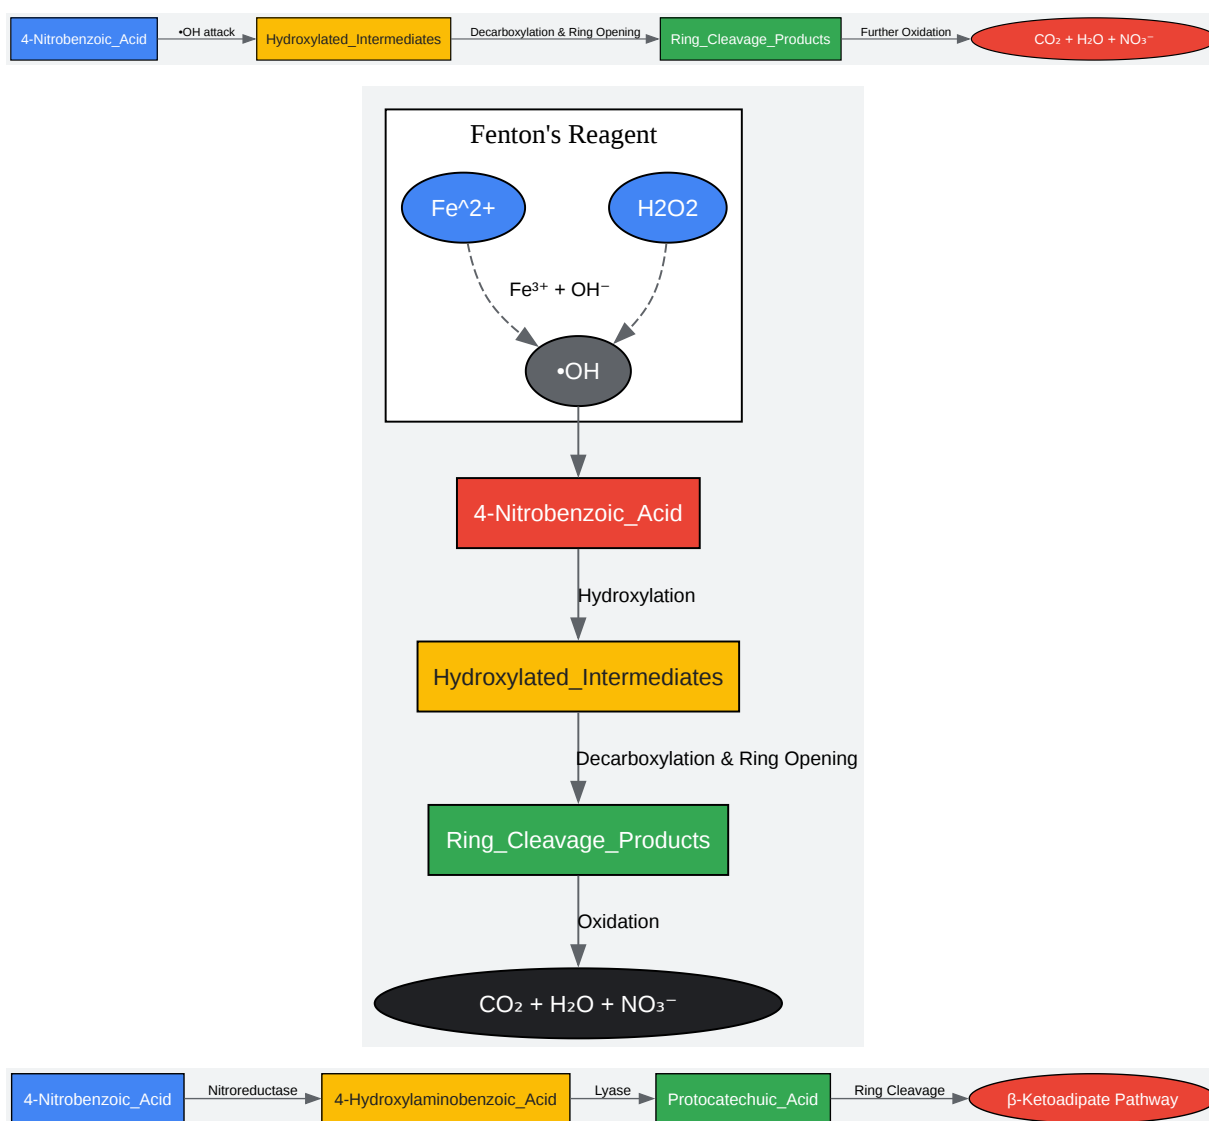 4-Nitrobenzoic_Acid
•OH attack
Hydroxylated_Intermediates
Decarboxylation & Ring Opening
Ring_Cleavage_Products
Further Oxidation
CO₂ + H₂O + NO₃⁻
Fenton's Reagent
Fe^2+
H2O2
Fe³⁺ + OH⁻
•OH
4-Nitrobenzoic_Acid
Hydroxylation
Hydroxylated_Intermediates
Decarboxylation & Ring Opening
Ring_Cleavage_Products
Oxidation
CO₂ + H₂O + NO₃⁻
4-Nitrobenzoic_Acid
Nitroreductase
4-Hydroxylaminobenzoic_Acid
Lyase
Protocatechuic_Acid
Ring Cleavage
β-Ketoadipate Pathway